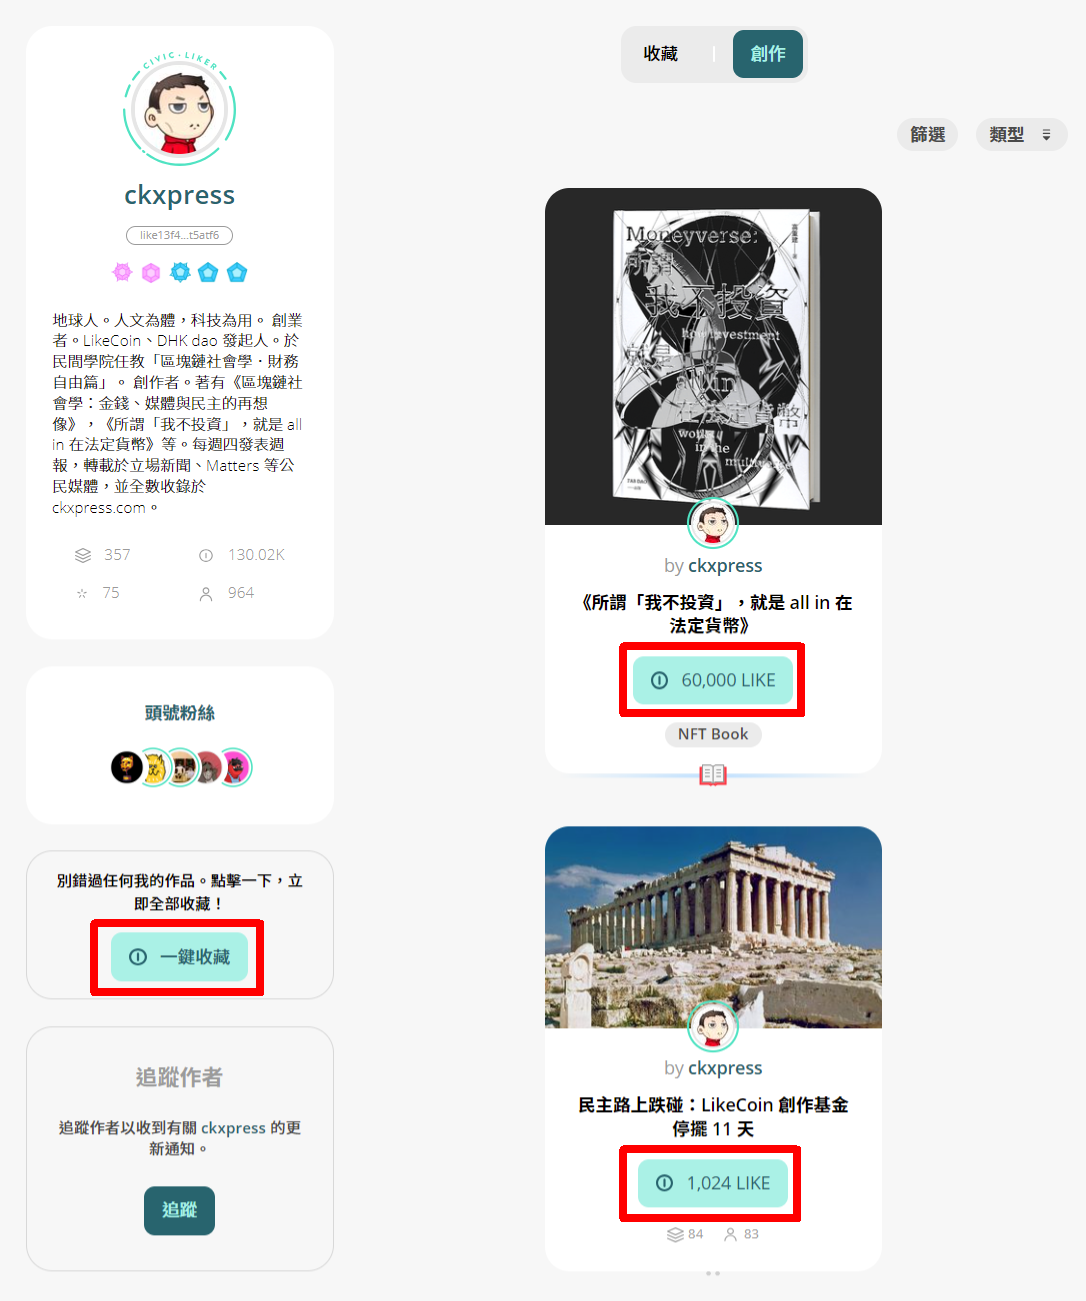 CIVIC · LIKER
ckxpress
like13f4...t5atf6
地球人。人文為體，科技為用。 創業
者。LikeCoin、DHK dao 發起人。於
民間學院任教「區塊鏈社會學．財務
自由篇」。 創作者。著有《區塊鏈社
會學：金錢、媒體與民主的再想
像》，《所謂「我不投資」，就是 all
in 在法定貨幣》等。每週四發表週
報，轉載於立場新聞、Matters 等公
民媒體，並全數收錄於
ckxpress.com。
357
130.02K
75
964
頭號粉絲
別錯過任何我的作品。點擊一下，立
即全部收藏！
一鍵收藏
追蹤作者
追蹤作者以收到有關 ckxpress 的更
新通知。
追蹤
收藏
創作
篩選
類型
Moneyverse:
所謂
我不投資
how investment
就是
all in
在法定貨幣
works
in the
multiverse
by ckxpress
《所謂「我不投資」，就是 all in 在
法定貨幣》
60,000 LIKE
NFT Book
by ckxpress
民主路上跌碰：LikeCoin 創作基金
停擺 11 天
1,024 LIKE
84
83